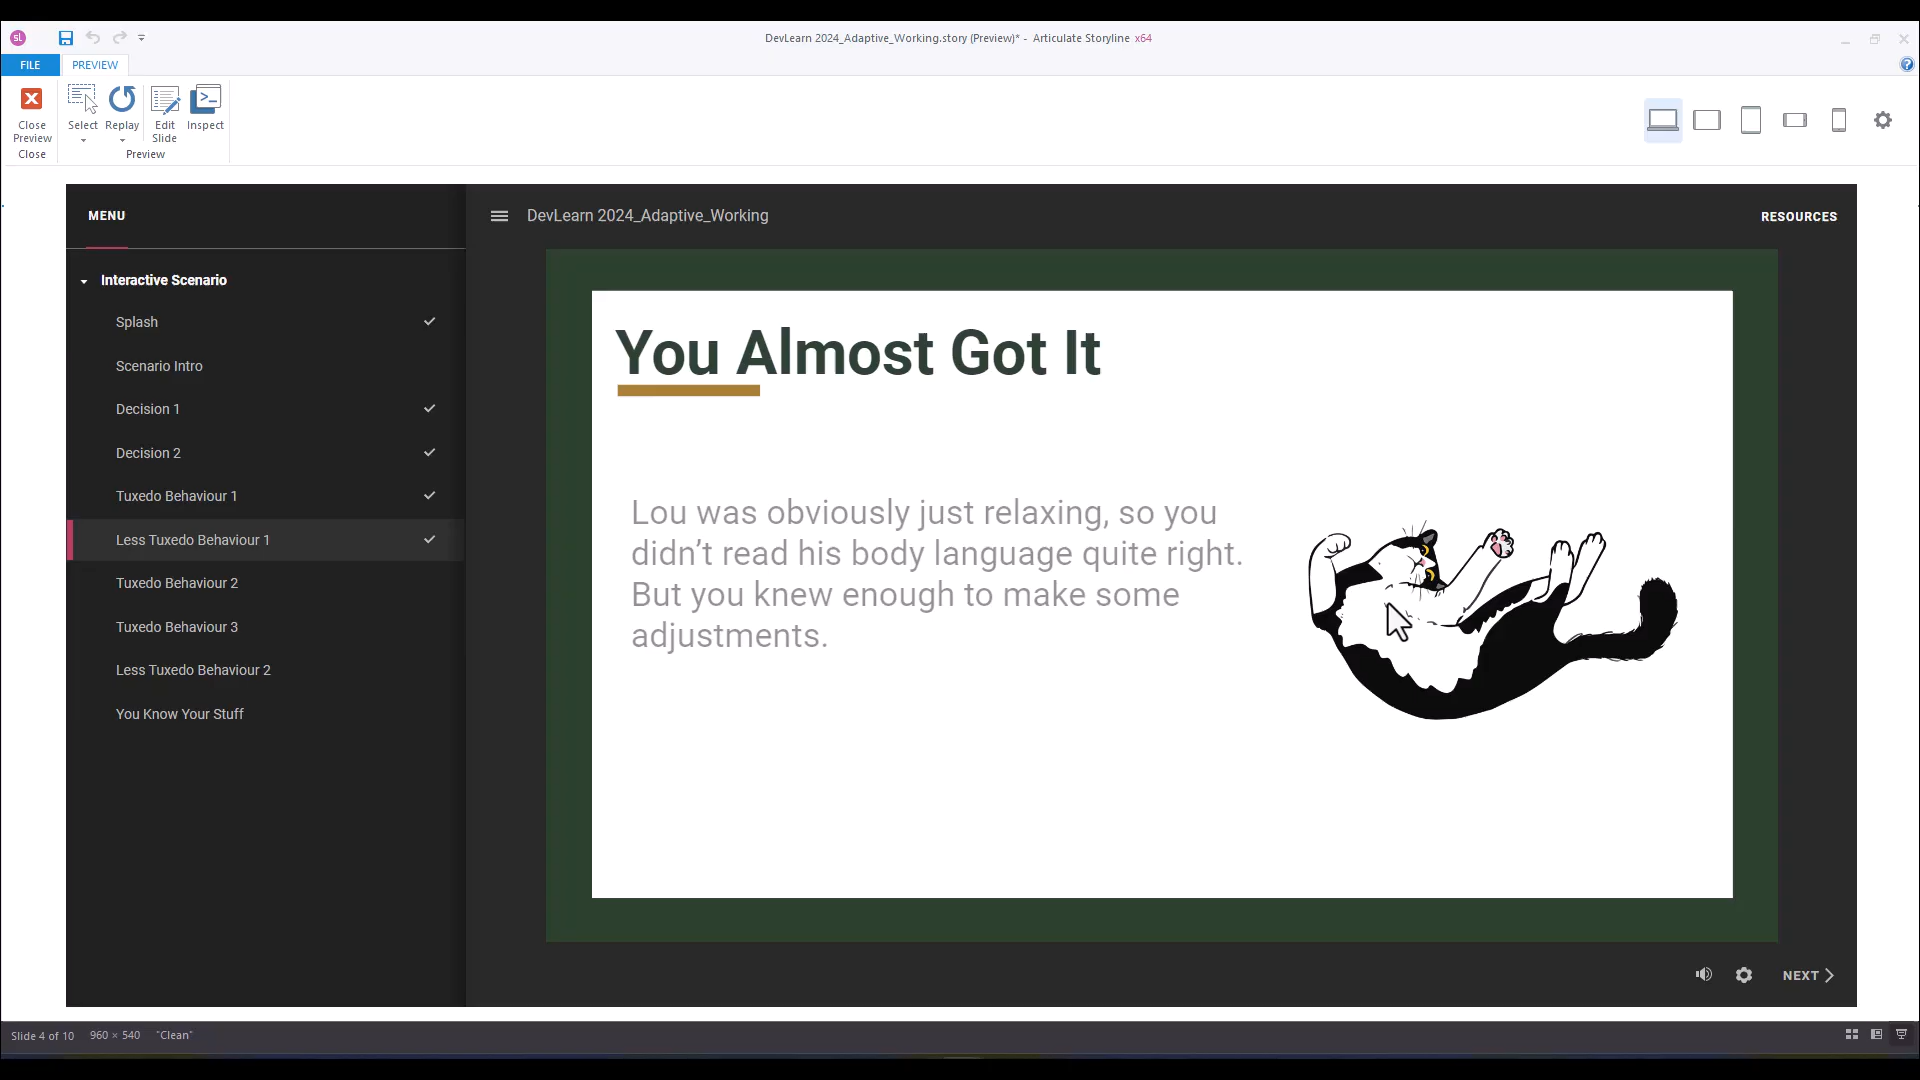 sl
DevLearn 2024_Adaptive_Working.story (Preview)* - Articulate Storyline x64
FILE
PREVIEW
?
Close Preview
Select
Replay
Edit Slide
Inspect
Close
Preview
MENU
DevLearn 2024_Adaptive_Working
RESOURCES
Interactive Scenario
Splash
Scenario Intro
Decision 1
Decision 2
Tuxedo Behaviour 1
Less Tuxedo Behaviour 1
Tuxedo Behaviour 2
Tuxedo Behaviour 3
Less Tuxedo Behaviour 2
You Know Your Stuff
You Almost Got It
Lou was obviously just relaxing, so you
didn’t read his body language quite right.
But you knew enough to make some
adjustments.
NEXT
Slide 4 of 10
960 × 540
"Clean"